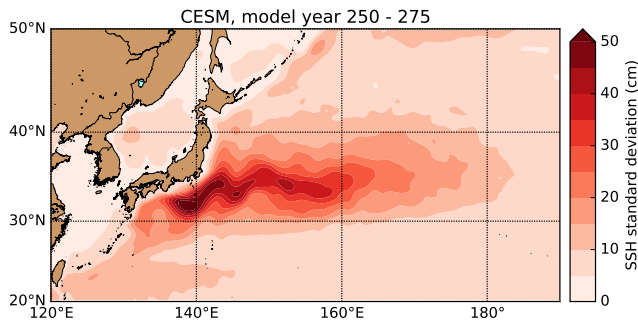 CESM, model year 250 - 275
50°N
40°N
30°N
20°N
120°E
140°E
160°E
180°
50
40
30
20
10
0
SSH standard deviation (cm)